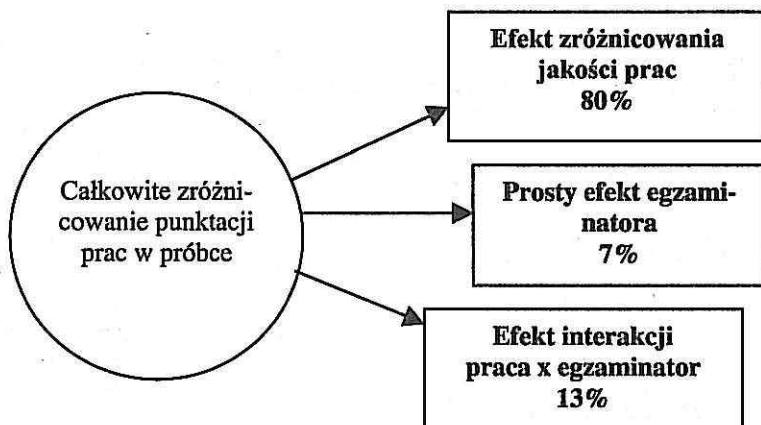 Efekt zróżnicowania
jakości prac
80%
Całkowite zróżni-
cowanie punktacji
prac w próbce
Prosty efekt egzami-
natora
7%
Efekt interakcji
praca x egzaminator
13%